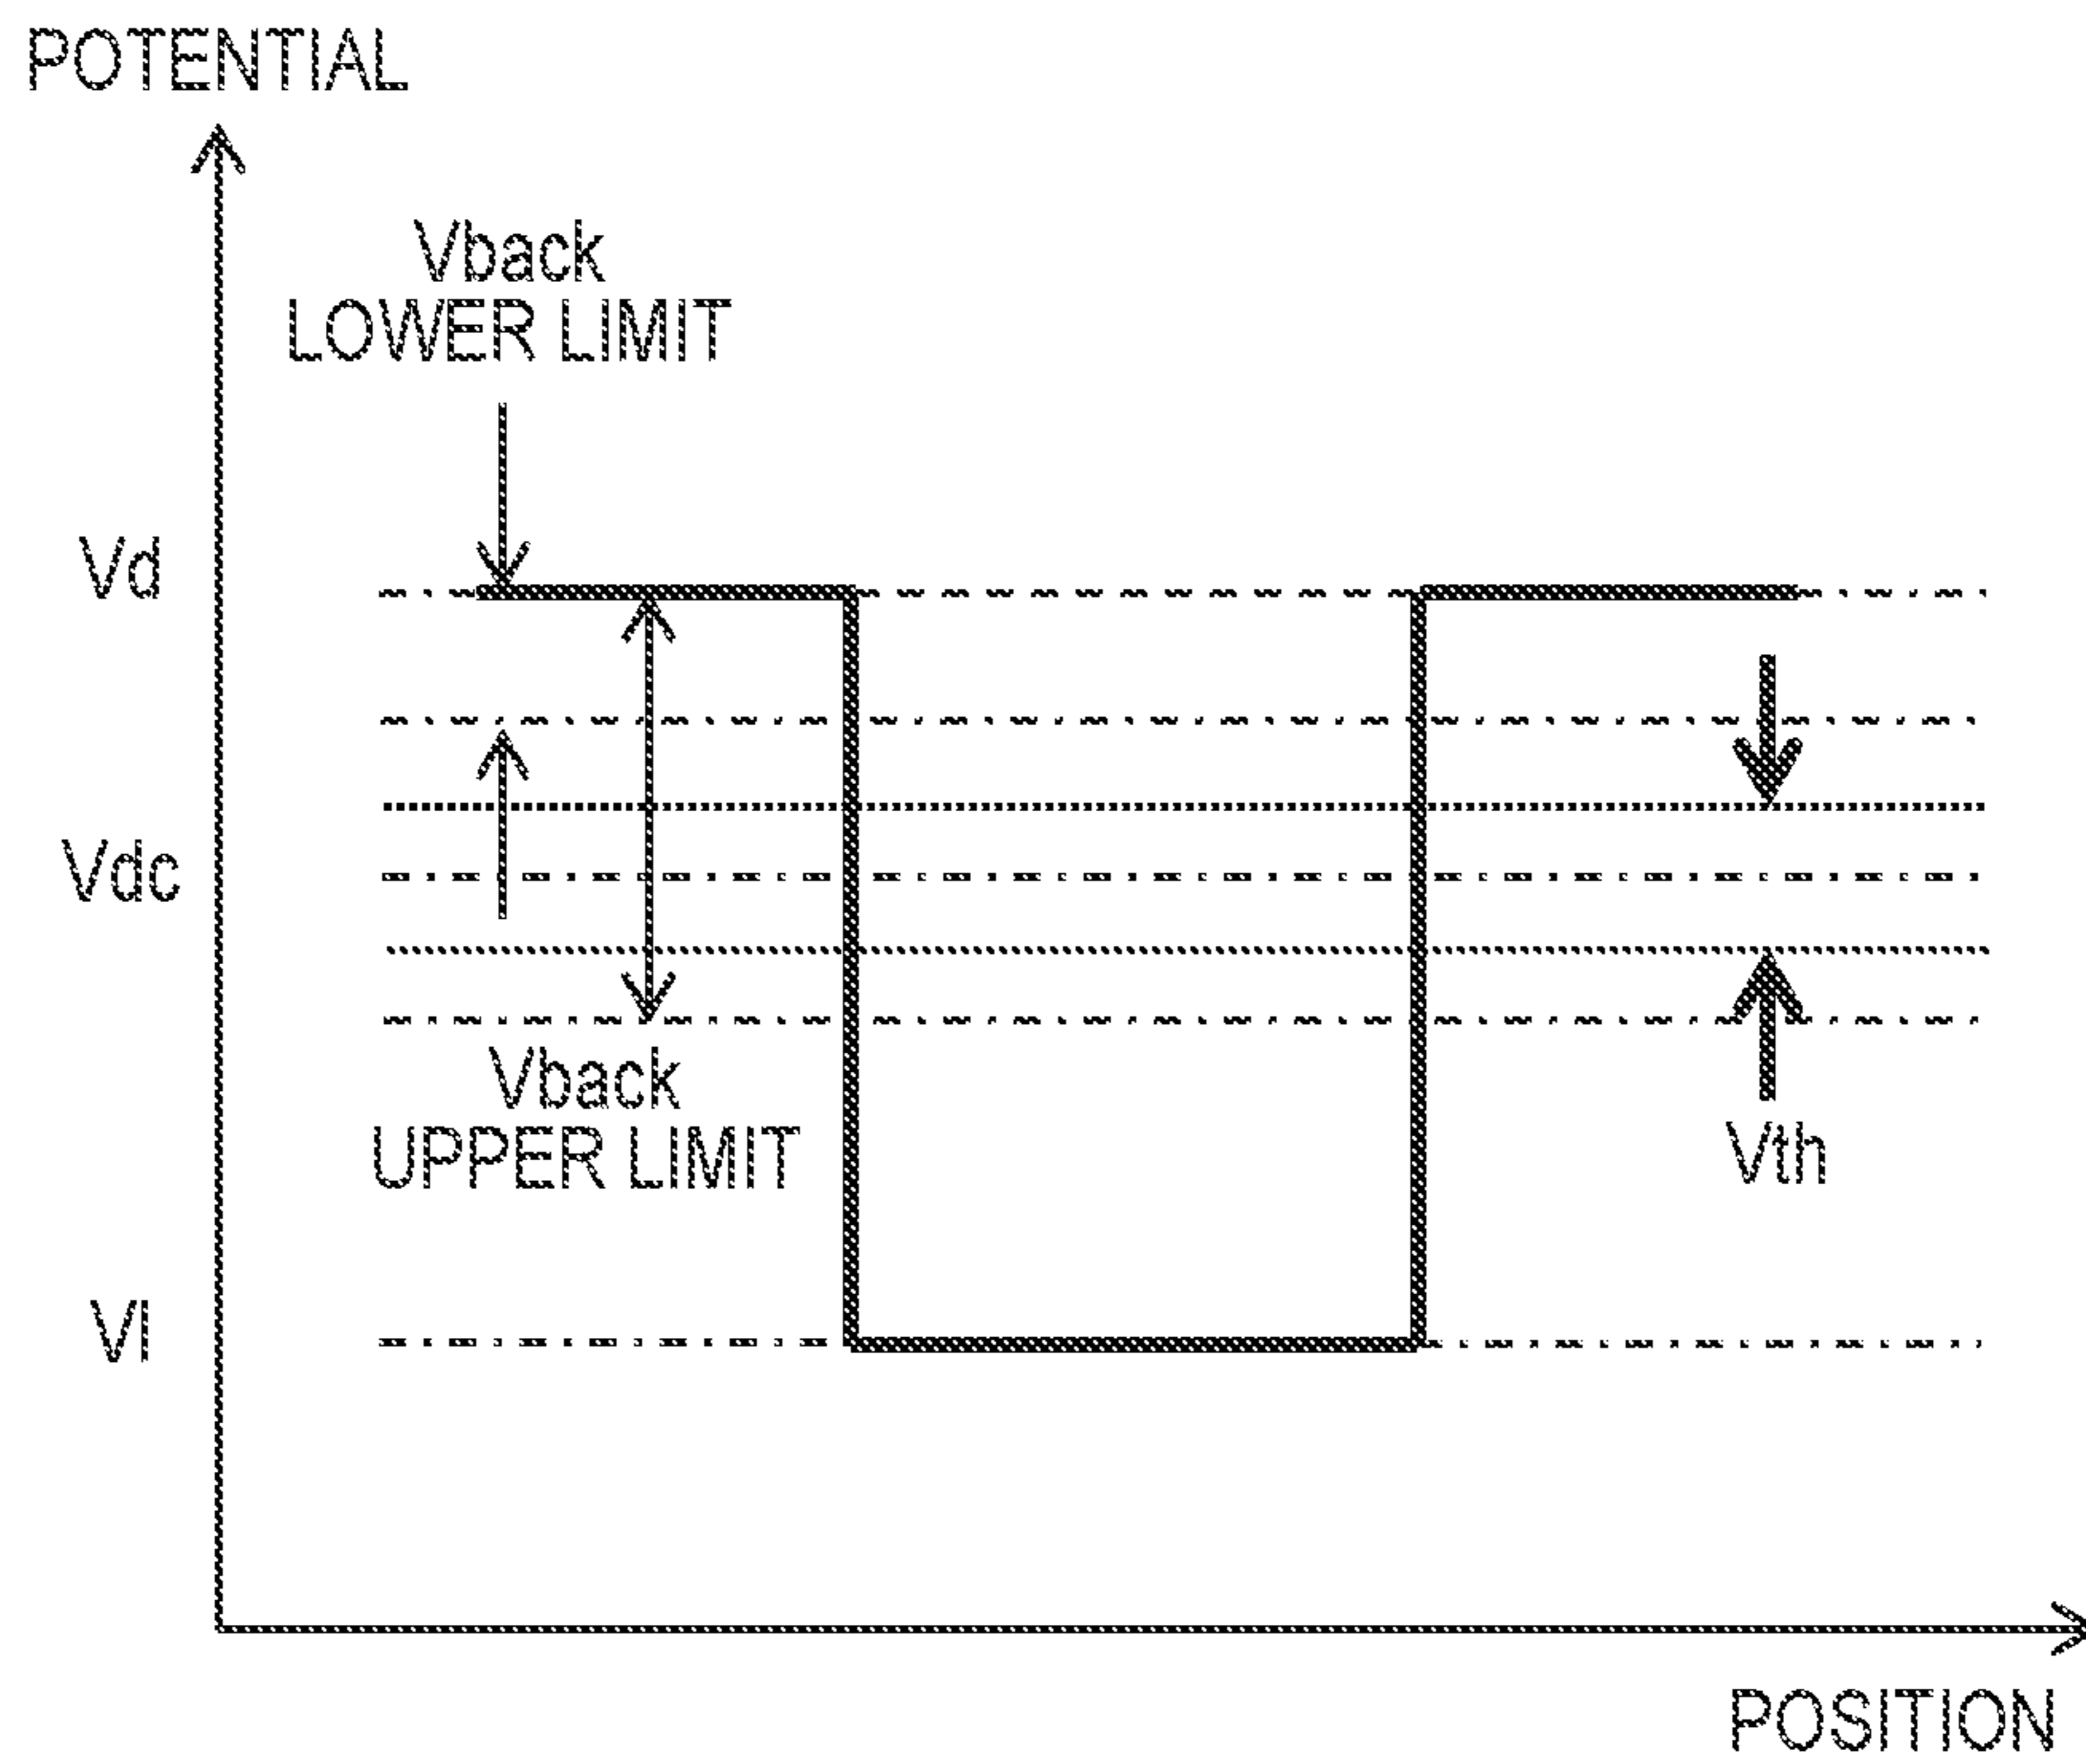 POTENTIAL
Vback
LOWER LIMIT
Vd
Vdc
Vback
UPPER LIMIT
Vth
Vl
POSITION